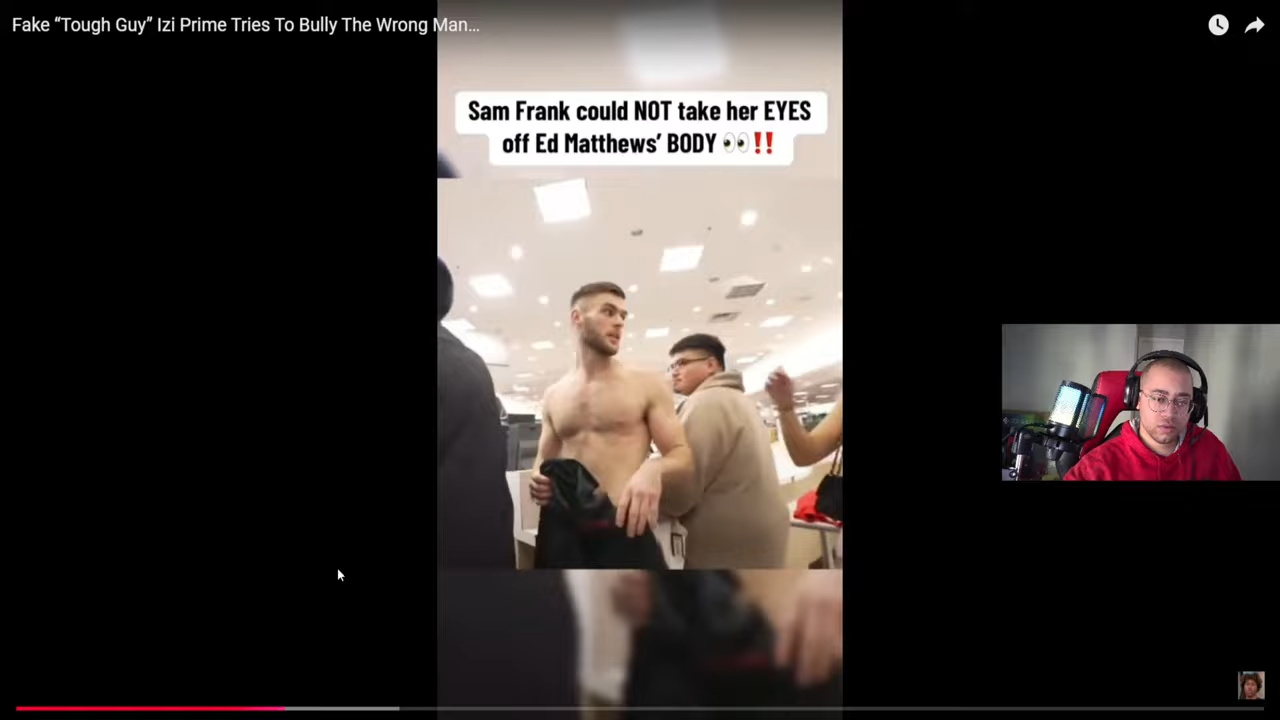 Fake “Tough Guy” Izi Prime Tries To Bully The Wrong Man...
Sam Frank could NOT take her EYES
off Ed Matthews’ BODY 👀‼️